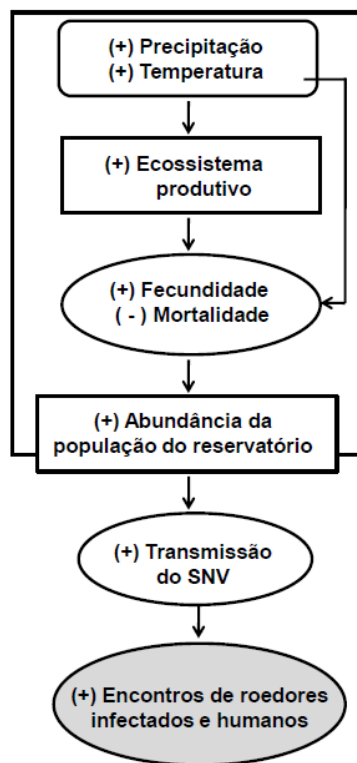 (+) Precipitação
(+) Temperatura
(+) Ecossistema
produtivo
(+) Fecundidade
( - ) Mortalidade
(+) Abundância da
população do reservatório
(+) Transmissão
do SNV
(+) Encontros de roedores
infectados e humanos